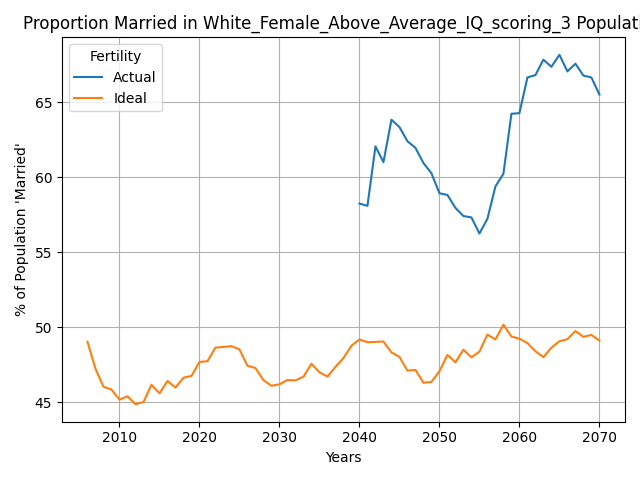 Proportion Married in White_Female_Above_Average_IQ_scoring_3 Populati
Fertility
Actual
Ideal
% of Population 'Married'
65
60
55
50
45
2010 2020 2030 2040 2050 2060 2070
Years